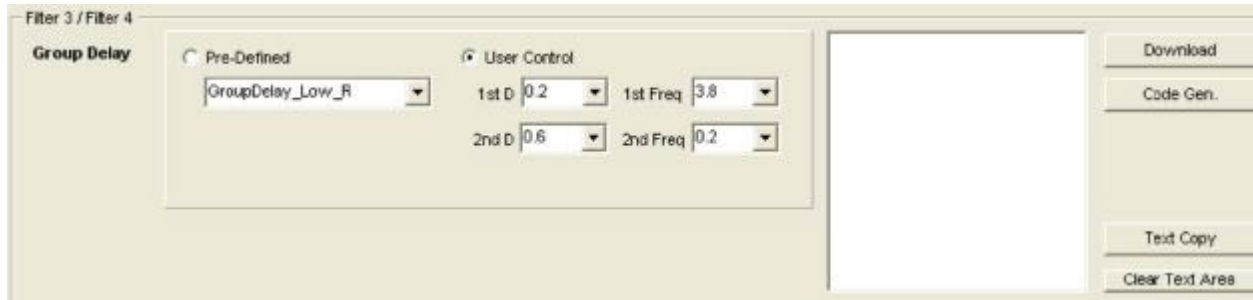 Filter 3 / Filter 4
Group Delay
Pre-Defined
User Control
Download
GroupDelay_Low_R
1st D 0.2
1st Freq 3.8
Code Gen.
2nd D 0.6
2nd Freq 0.2
Text Copy
Clear Text Area